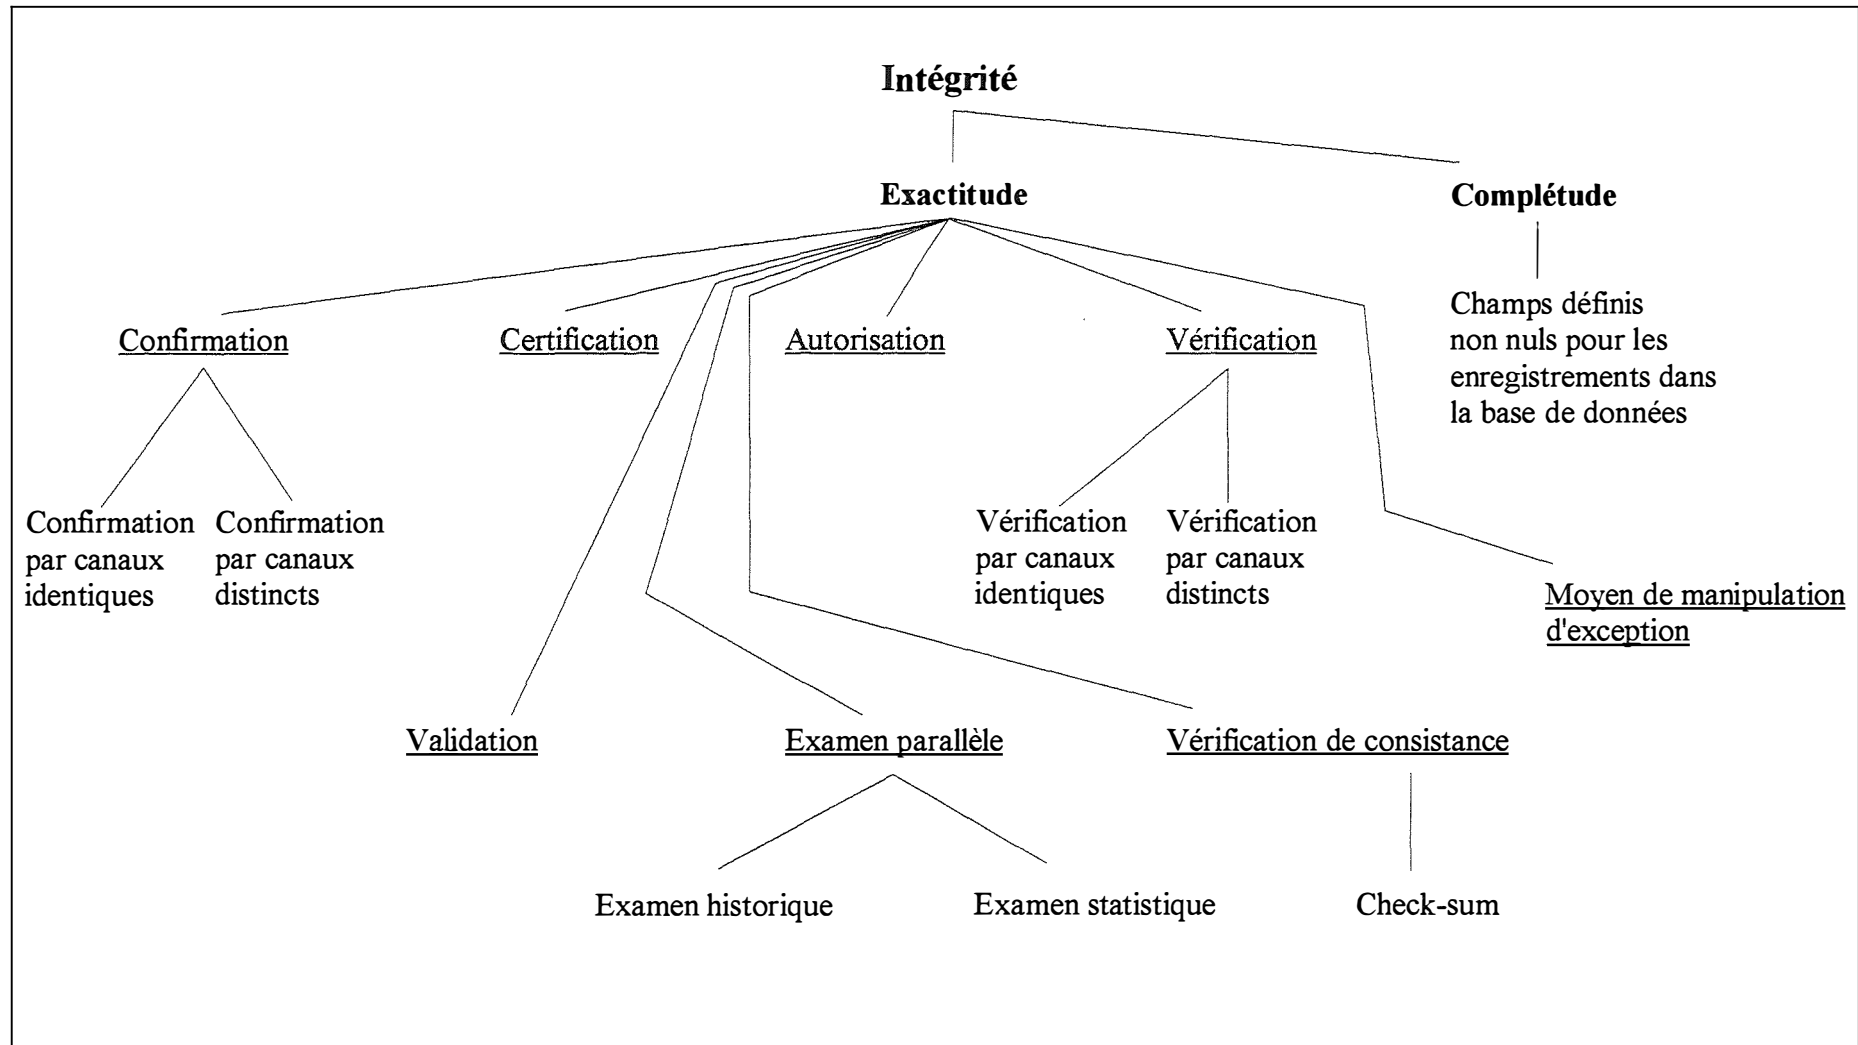 Intégrité
Exactitude
Complétude
Champs définis
non nuls pour les
enregistrements dans
la base de données
Confirmation
Certification
Autorisation
Vérification
Confirmation
par canaux
identiques
Confirmation
par canaux
distincts
Vérification
par canaux
identiques
Vérification
par canaux
distincts
Moyen de manipulation
d'exception
Validation
Examen parallèle
Vérification de consistance
Examen historique
Examen statistique
Check-sum